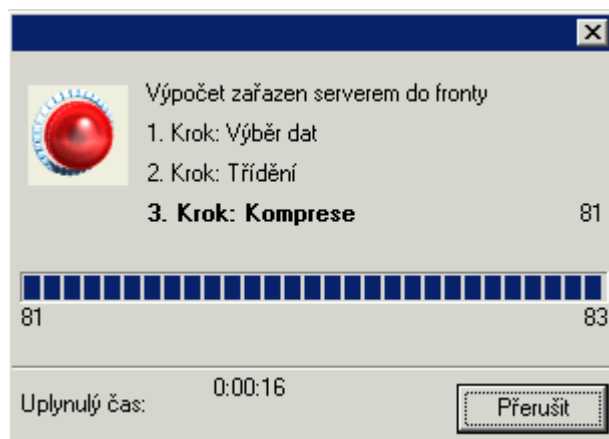 Výpočet zařazen serverem do fronty
1. Krok: Výběr dat
2. Krok: Třídění
3. Krok: Komprese 81
81 83
Uplynulý čas: 0:00:16
Přerušit